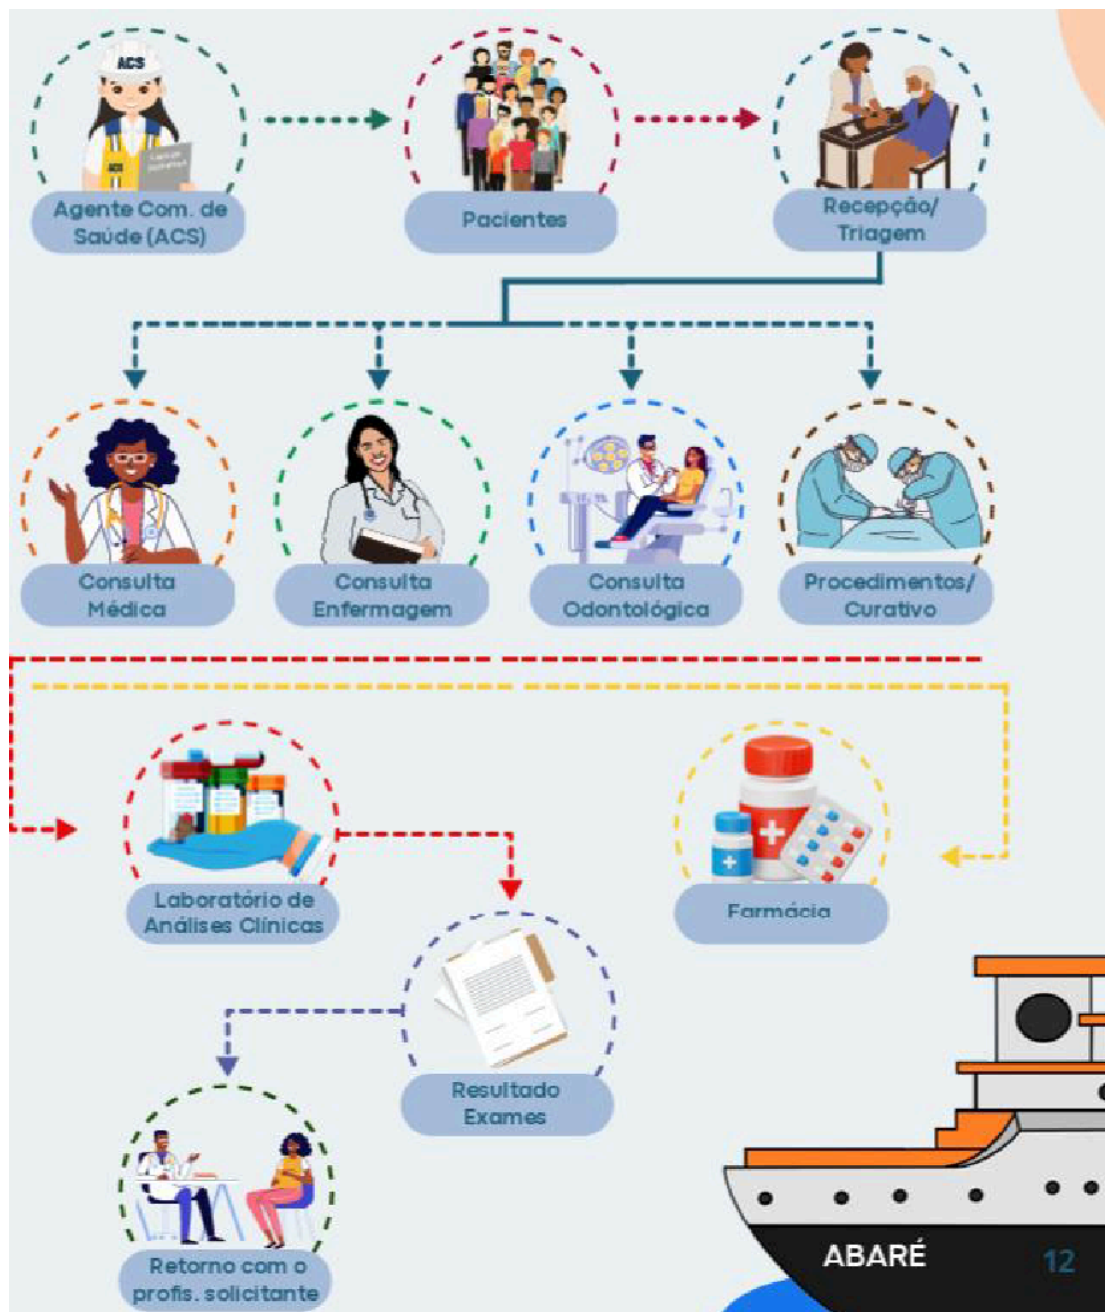 ACS
ACS
Agente Com. de
Saúde (ACS)
Pacientes
Recepção/
Triagem
Consulta
Médica
Consulta
Enfermagem
Consulta
Odontológica
Procedimentos/
Curativo
Laboratório de
Análises Clínicas
Farmácia
Resultado
Exames
Retorno com o
profis. solicitante
ABARÉ
12